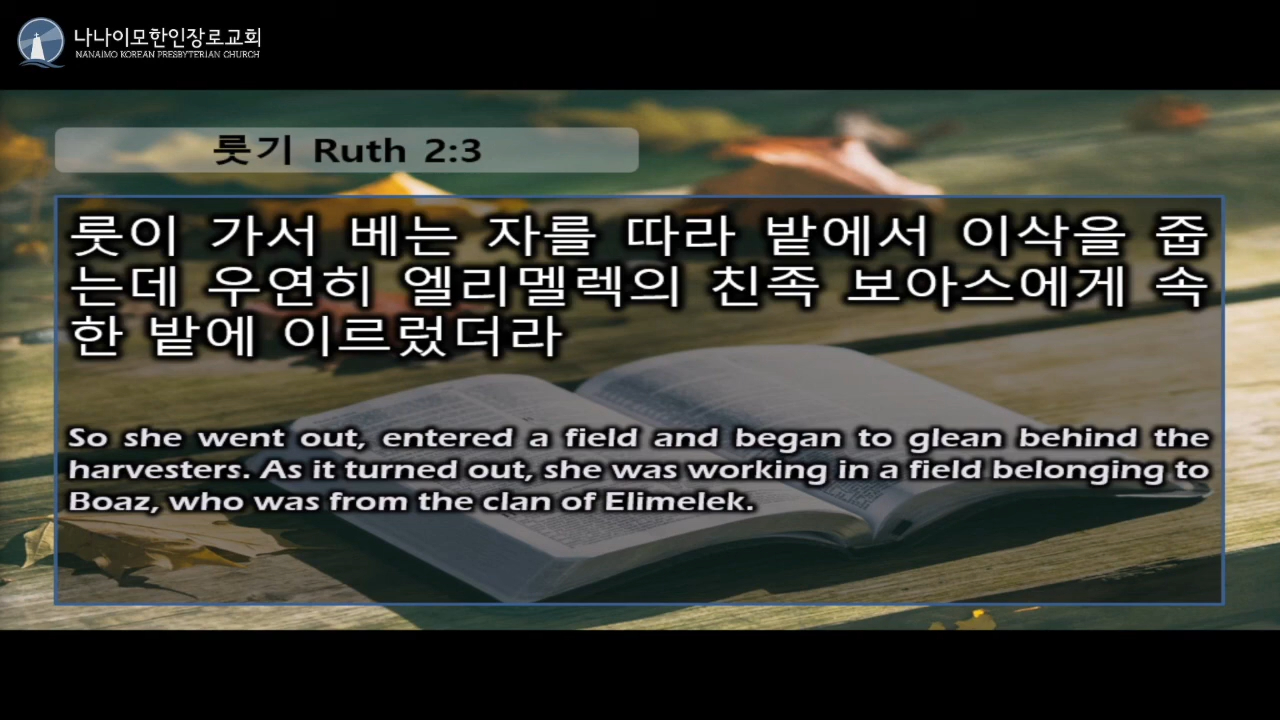 나나이모한인장로교회
NANAIMO KOREAN PRESBYTERIAN CHURCH
룻기 Ruth 2:3
룻이 가서 베는 자를 따라 밭에서 이삭을 줍
는데 우연히 엘리멜렉의 친족 보아스에게 속
한 밭에 이르렀더라
So she went out, entered a field and began to glean behind the
harvesters. As it turned out, she was working in a field belonging to
Boaz, who was from the clan of Elimelek.